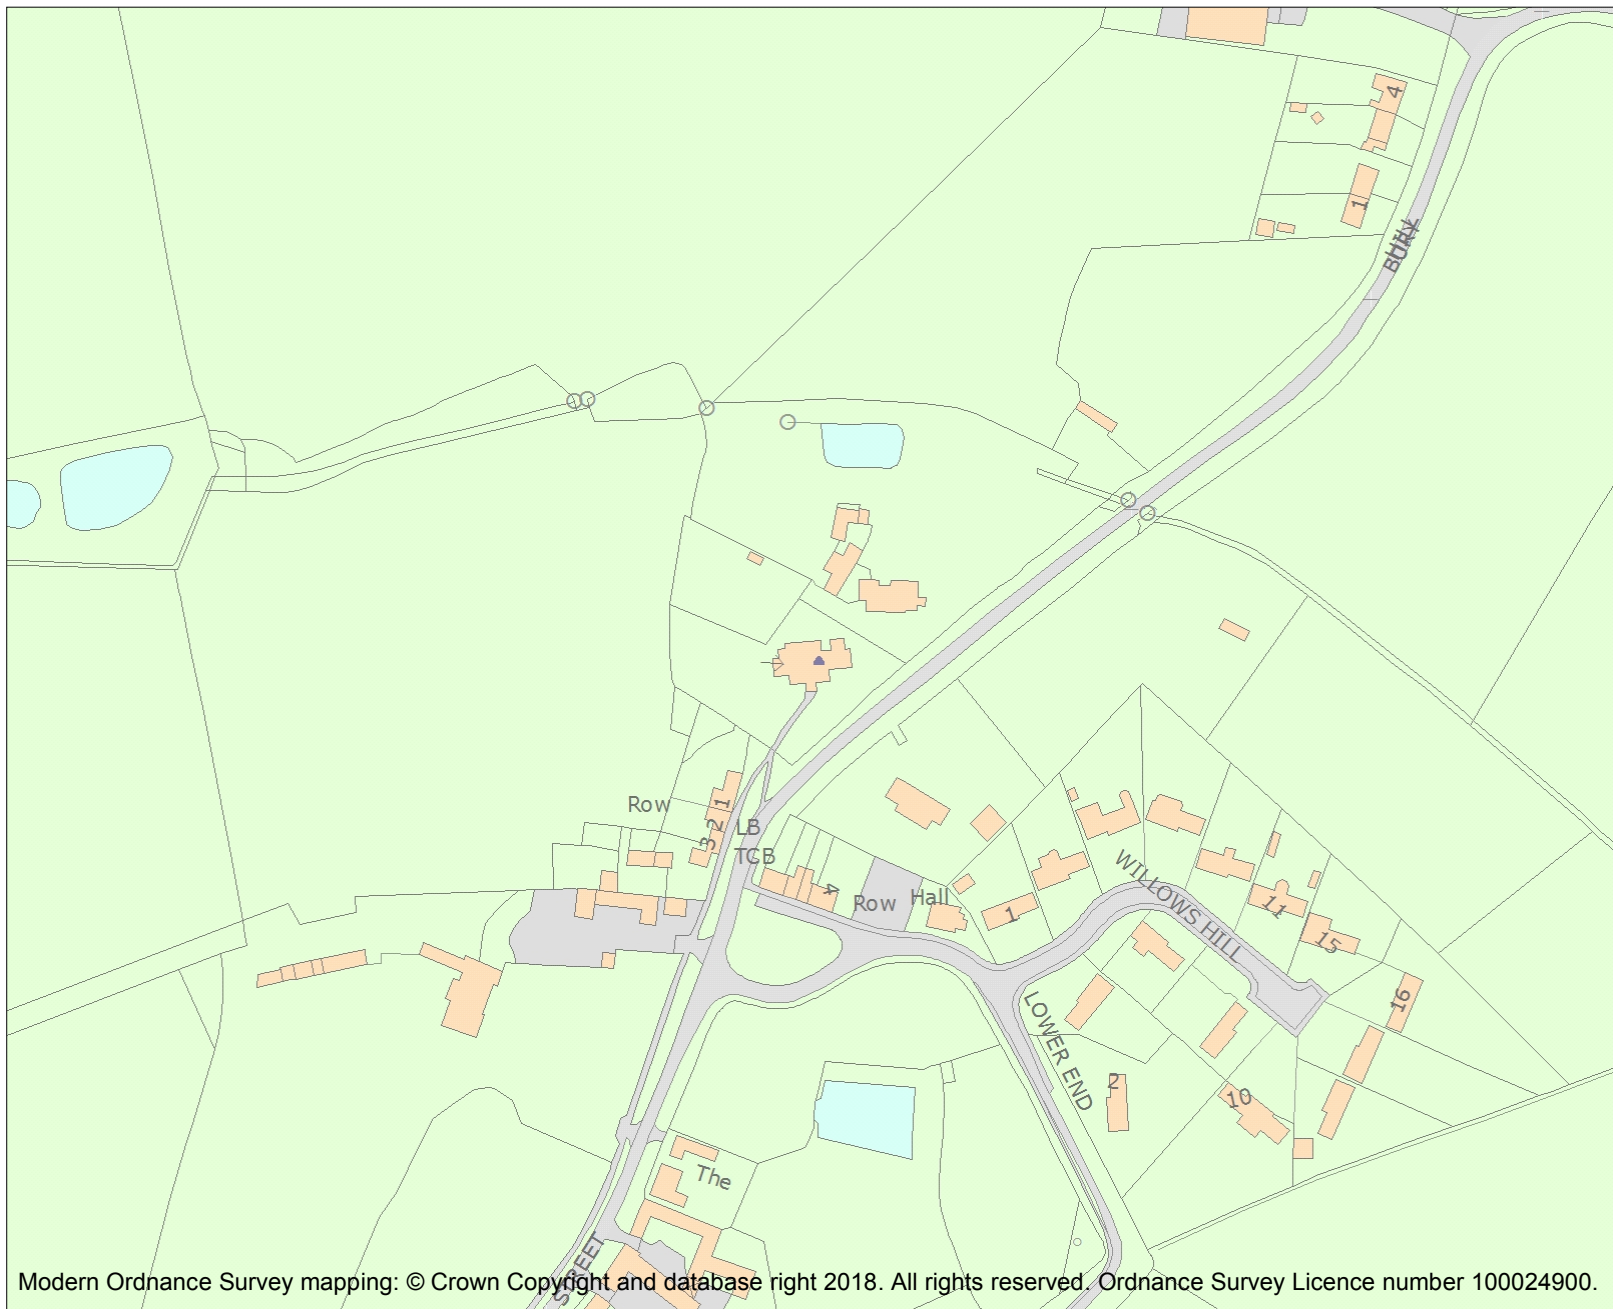 4
1
BURY
HILL
Row
1
2
3
LB
TCB
4
Row
Hall
1
WILLOWS HILL
11
15
16
LOWER END
2
10
The
STREET
Modern Ordnance Survey mapping: © Crown Copyright and database right 2018. All rights reserved. Ordnance Survey Licence number 100024900.